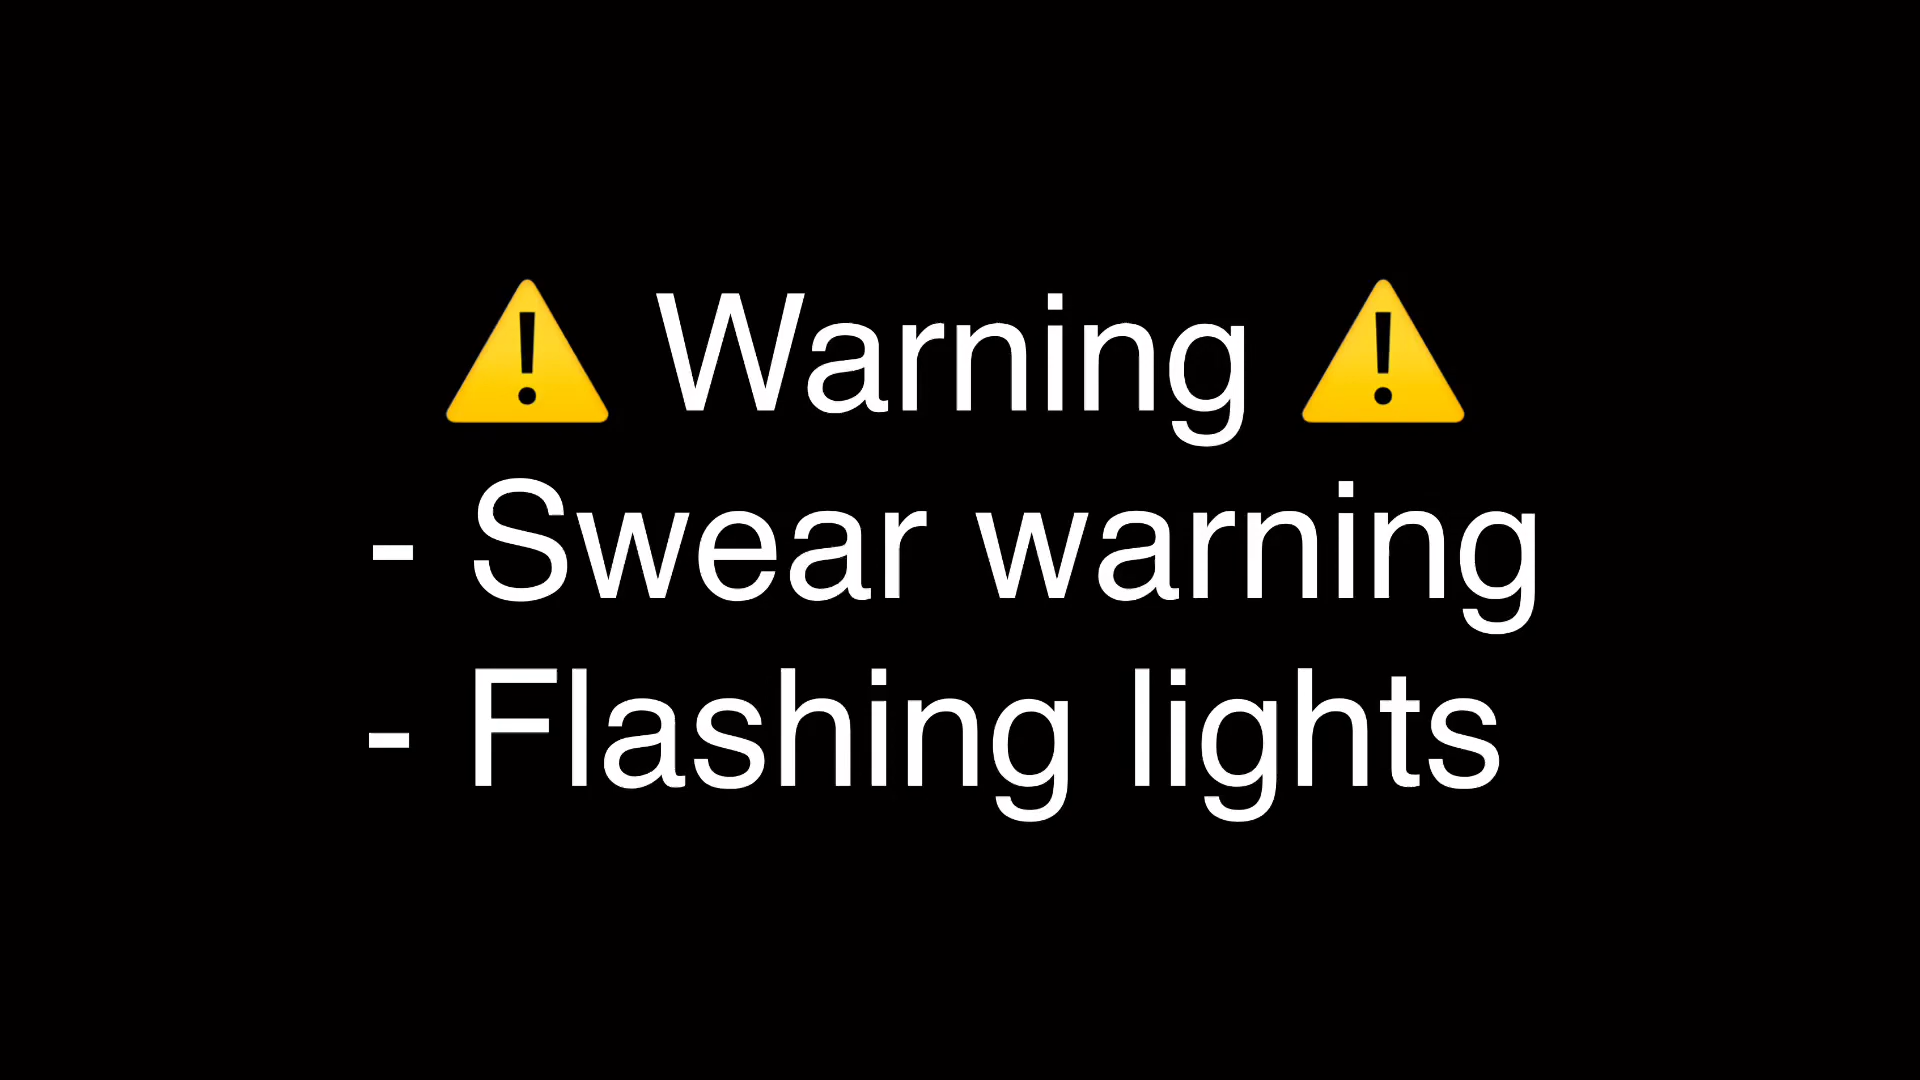 ⚠️ Warning ⚠️
- Swear warning
- Flashing lights